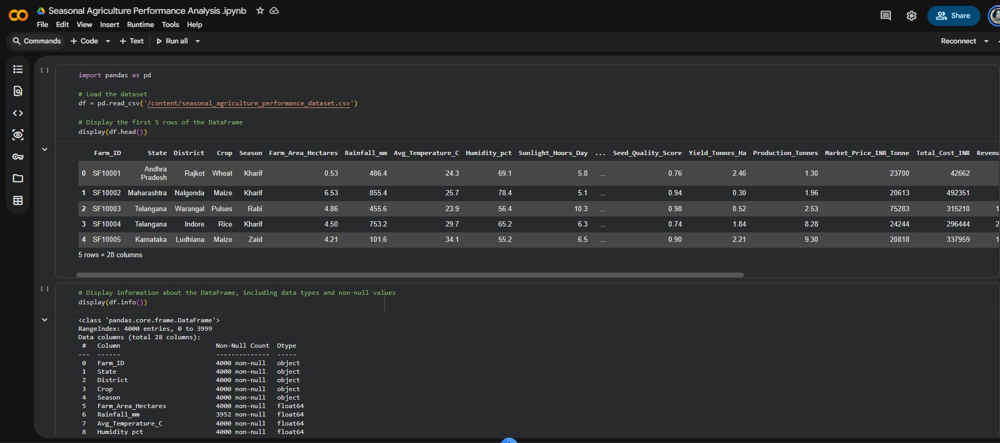 Seasonal Agriculture Performance Analysis .ipynb
File Edit View Insert Runtime Tools Help
Share
Commands + Code + Text Run all
Reconnect
[ ]
import pandas as pd
# Load the dataset
df = pd.read_csv('/content/seasonal_agriculture_performance_dataset.csv')
# Display the first 5 rows of the DataFrame
display(df.head())
Farm_ID State District Crop Season Farm_Area_Hectares Rainfall_mm Avg_Temperature_C Humidity_pct Sunlight_Hours_Day ... Seed_Quality_Score Yield_Tonnes_Ha Production_Tonnes Market_Price_INR_Tonne Total_Cost_INR Revenu
0 SF10001 Andhra Pradesh Rajkot Wheat Kharif 0.53 486.4 24.3 69.1 5.8 ... 0.76 2.46 1.30 23700 42662
1 SF10002 Maharashtra Nalgonda Maize Kharif 6.53 855.4 25.7 78.4 5.1 ... 0.94 0.30 1.96 20613 492351
2 SF10003 Telangana Warangal Pulses Rabi 4.86 455.6 23.9 56.4 10.3 ... 0.98 0.52 2.53 75283 315210 1
3 SF10004 Telangana Indore Rice Kharif 4.50 753.2 29.7 65.2 6.3 ... 0.74 1.84 8.28 24244 296444 2
4 SF10005 Karnataka Ludhiana Maize Zaid 4.21 101.6 34.1 55.2 6.5 ... 0.90 2.21 9.30 20818 337959 1
5 rows × 28 columns
[ ]
# Display information about the DataFrame, including data types and non-null values
display(df.info())
<class 'pandas.core.frame.DataFrame'>
RangeIndex: 4000 entries, 0 to 3999
Data columns (total 28 columns):
# Column Non-Null Count Dtype
--- ------ -------------- -----
0 Farm_ID 4000 non-null object
1 State 4000 non-null object
2 District 4000 non-null object
3 Crop 4000 non-null object
4 Season 4000 non-null object
5 Farm_Area_Hectares 4000 non-null float64
6 Rainfall_mm 3952 non-null float64
7 Avg_Temperature_C 4000 non-null float64
8 Humidity_pct 4000 non-null float64